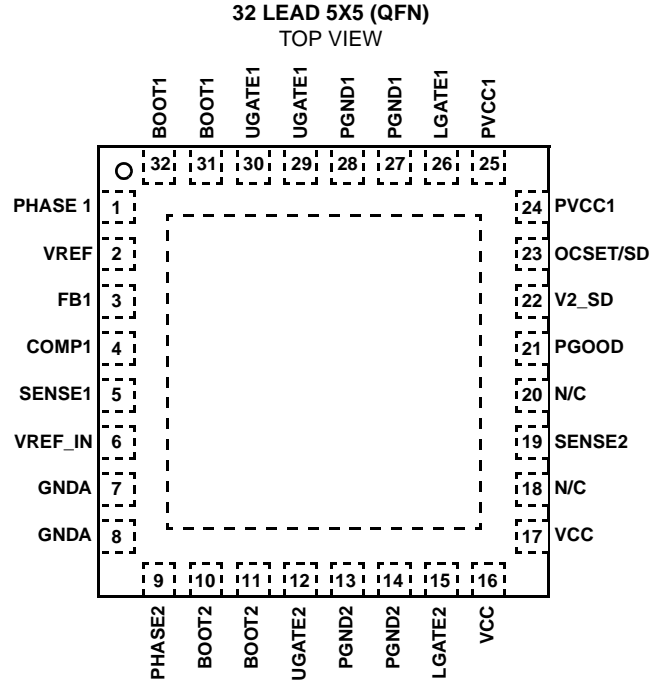 32 LEAD 5X5 (QFN)
TOP VIEW
BOOT1
BOOT1
UGATE1
UGATE1
PGND1
PGND1
LGATE1
PVCC1
32 31 30 29 28 27 26 25
PHASE 1 1
VREF 2
FB1 3
COMP1 4
SENSE1 5
VREF_IN 6
GNDA 7
GNDA 8
24 PVCC1
23 OCSET/SD
22 V2_SD
21 PGOOD
20 N/C
19 SENSE2
18 N/C
17 VCC
9 10 11 12 13 14 15 16
PHASE2
BOOT2
BOOT2
UGATE2
PGND2
PGND2
LGATE2
VCC